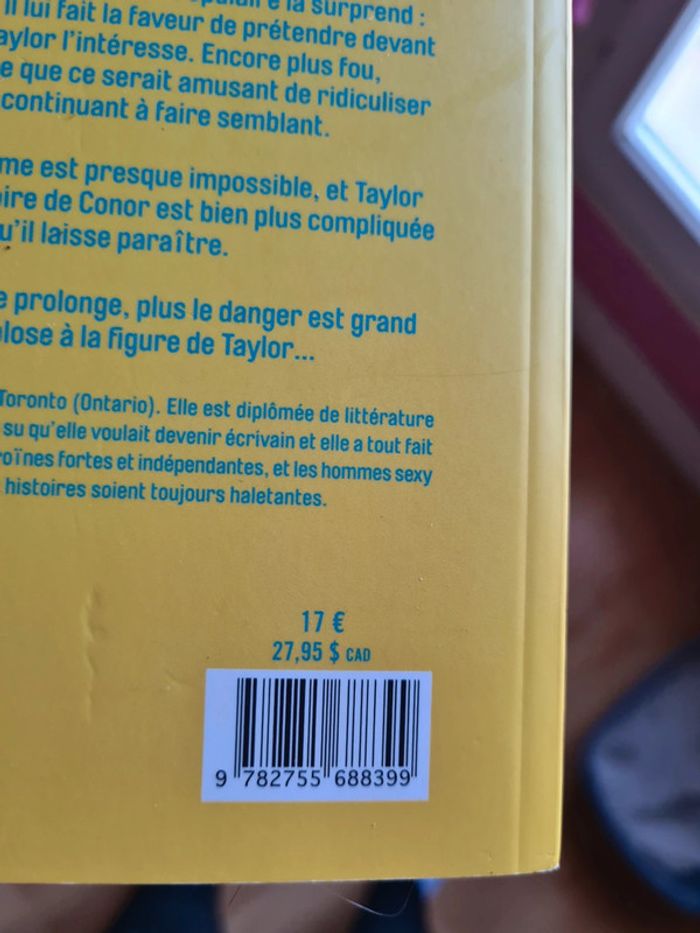 la surprend :
il lui fait la faveur de prétendre devant
aylor l'intéresse. Encore plus fou,
e que ce serait amusant de ridiculiser
continuant à faire semblant.
me est presque impossible, et Taylor
oire de Conor est bien plus compliquée
u'il laisse paraître.
e prolonge, plus le danger est grand
plose à la figure de Taylor...
Toronto (Ontario). Elle est diplômée de littérature
su qu'elle voulait devenir écrivain et elle a tout fait
roïnes fortes et indépendantes, et les hommes sexy
histoires soient toujours haletantes.
17 €
27,95 $ CAD
9 782755 688399